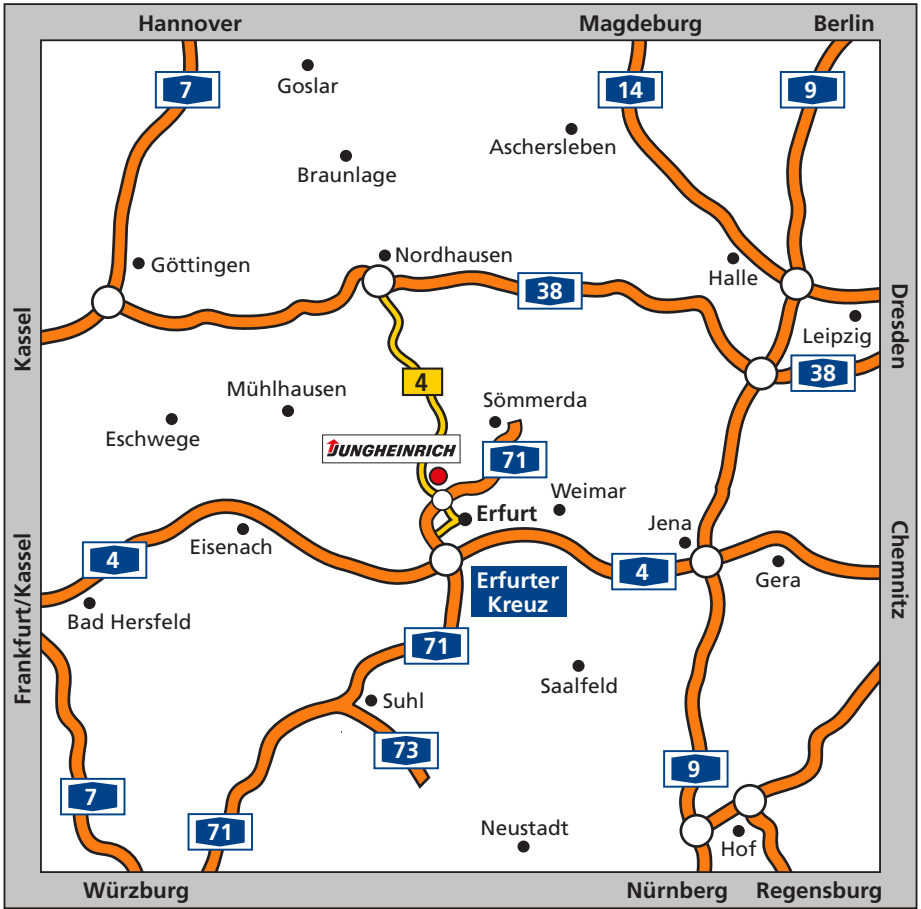 Hannover
Magdeburg
Berlin
7
Goslar
14
9
Aschersleben
Braunlage
Göttingen
Nordhausen
Halle
38
Kassel
Dresden
Leipzig
38
4
Mühlhausen
Sömmerda
Eschwege
JUNGHEINRICH
71
Weimar
Erfurt
Jena
Eisenach
4
4
Gera
Chemnitz
Erfurter
Kreuz
Bad Hersfeld
Frankfurt/Kassel
71
Saalfeld
Suhl
73
9
7
71
Neustadt
Hof
Würzburg
Nürnberg
Regensburg